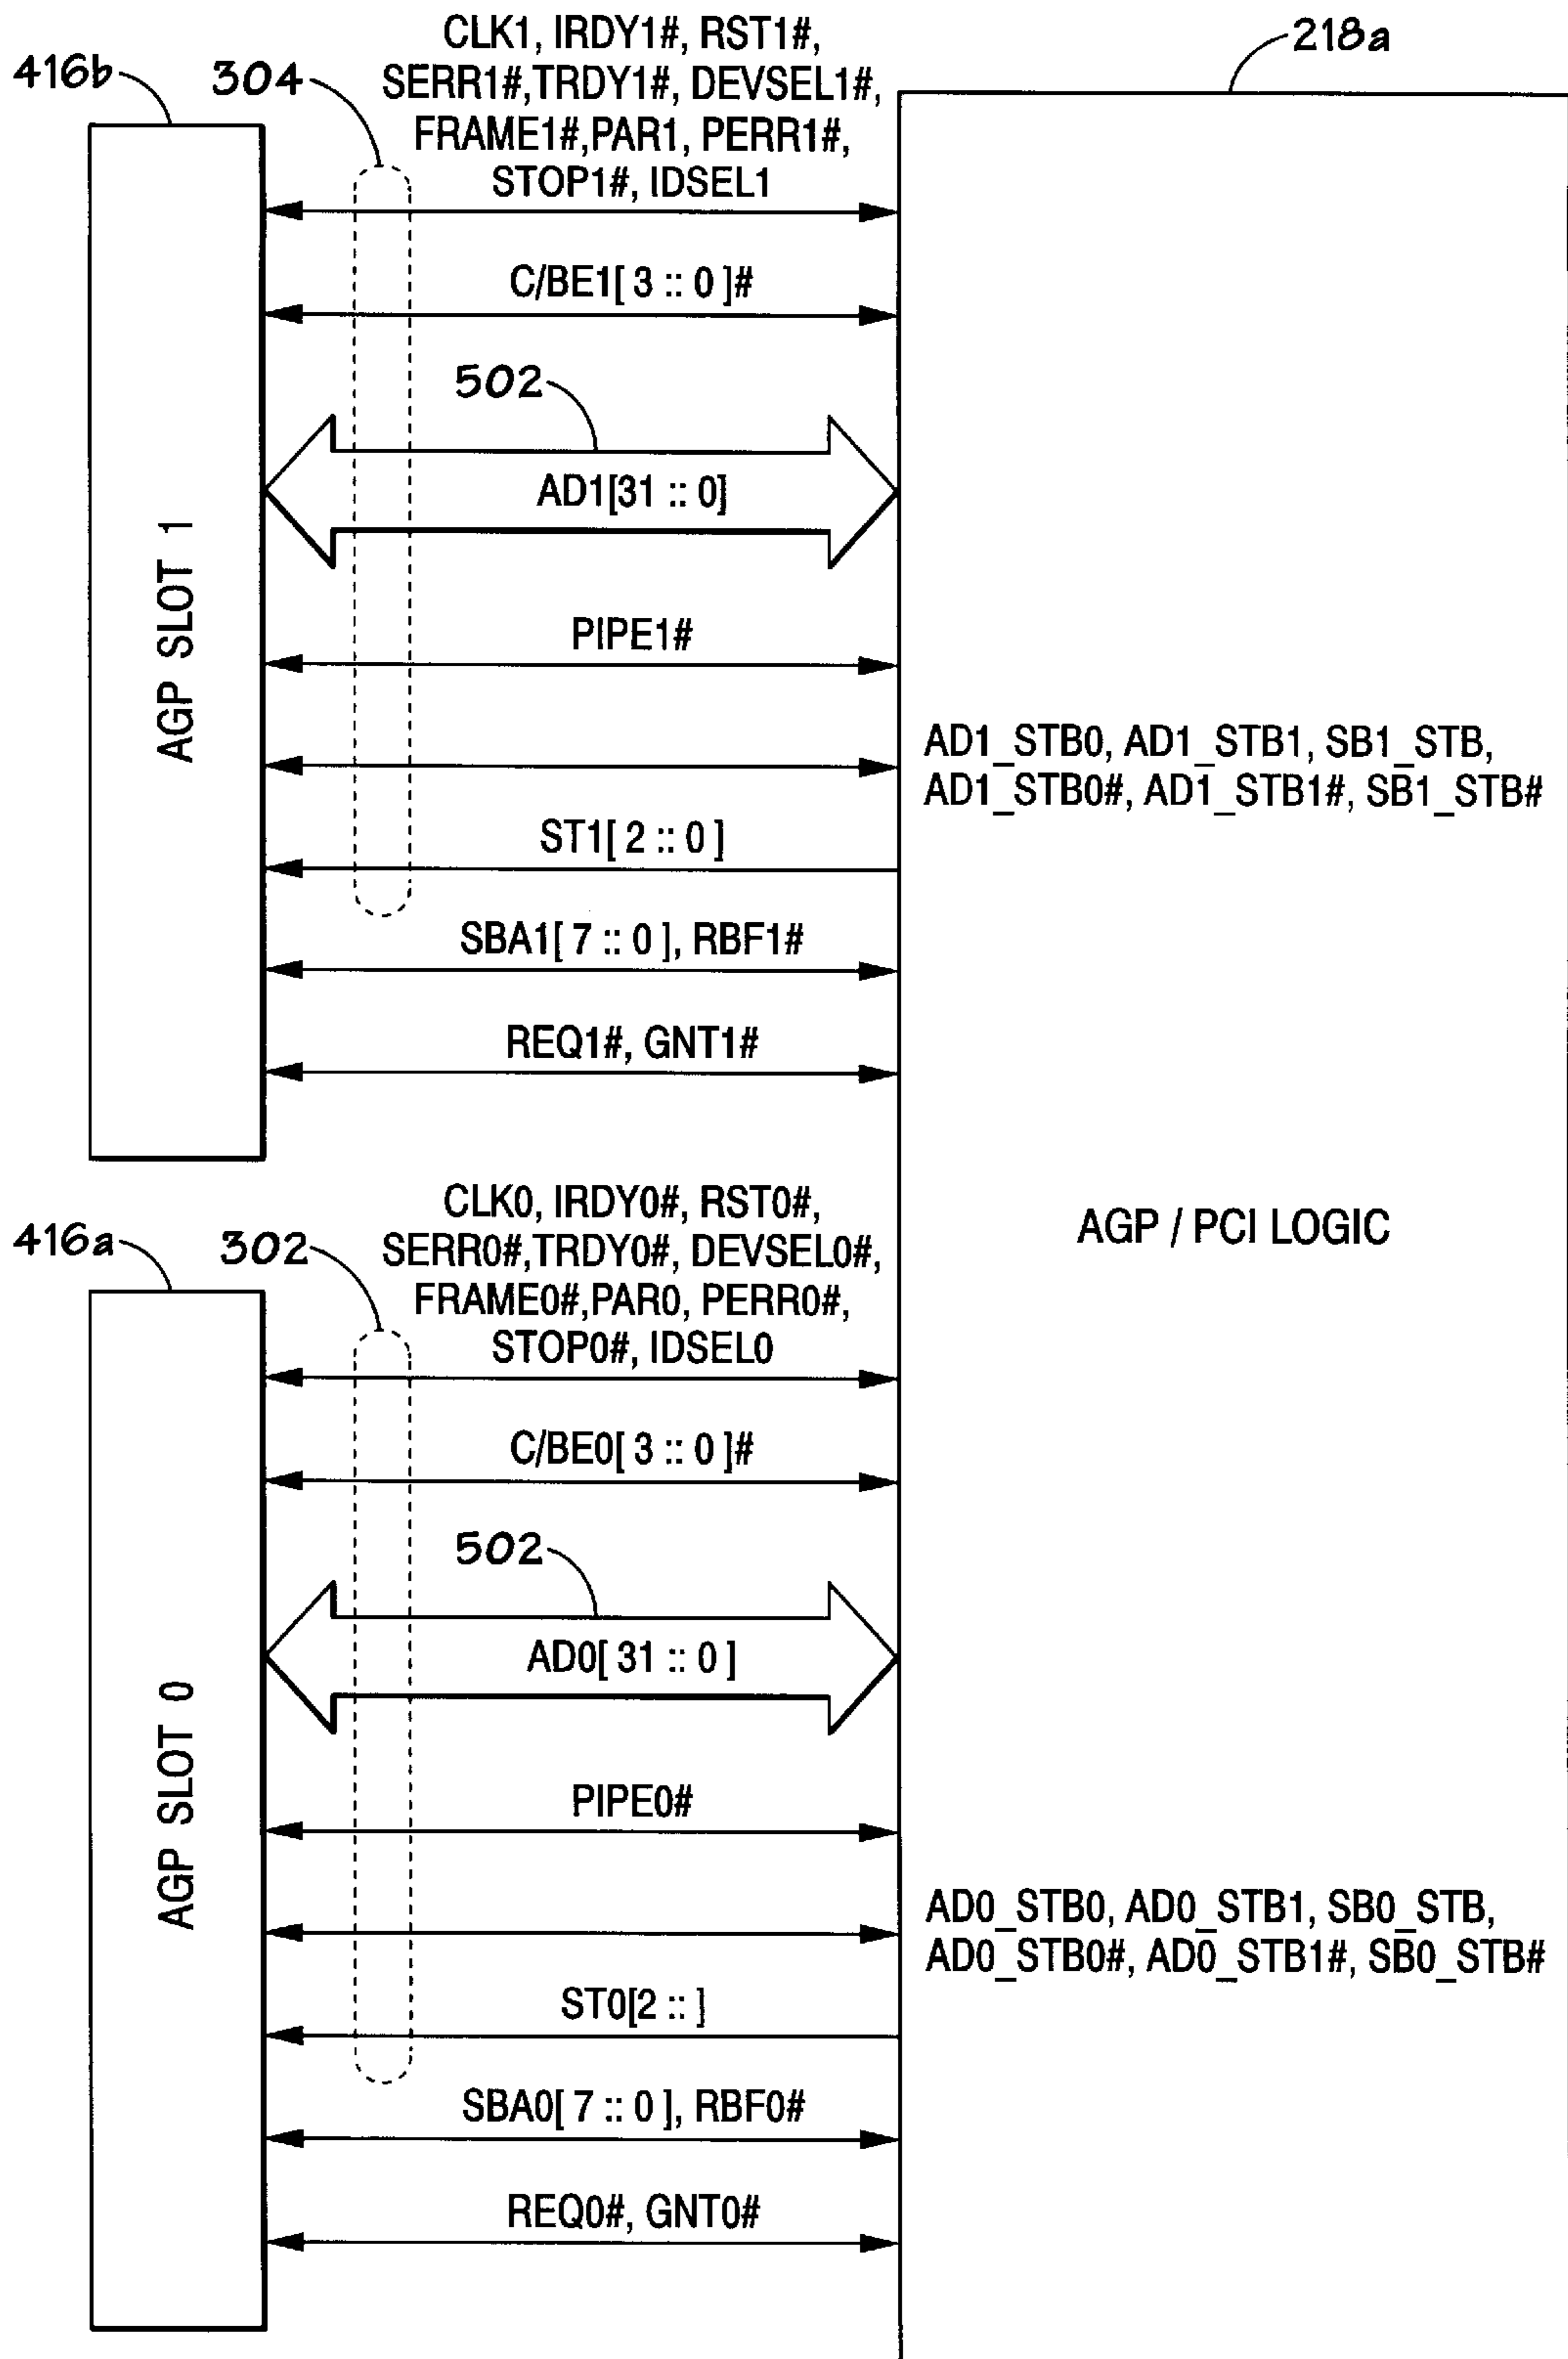 CLK1, IRDY1#, RST1#,
218a
416b
304
SERR1#,TRDY1#, DEVSEL1#,
FRAME1#,PAR1, PERR1#,
STOP1#, IDSEL1
C/BE1[ 3 :: 0 ]#
502
AD1[31 :: 0]
AGP SLOT 1
PIPE1#
AD1_STB0, AD1_STB1, SB1_STB,
AD1_STB0#, AD1_STB1#, SB1_STB#
ST1[ 2 :: 0 ]
SBA1[ 7 :: 0 ], RBF1#
REQ1#, GNT1#
CLK0, IRDY0#, RST0#,
AGP / PCI LOGIC
416a
302
SERR0#,TRDY0#, DEVSEL0#,
FRAME0#,PAR0, PERR0#,
STOP0#, IDSEL0
C/BE0[ 3 :: 0 ]#
502
AD0[ 31 :: 0 ]
AGP SLOT 0
PIPE0#
AD0_STB0, AD0_STB1, SB0_STB,
AD0_STB0#, AD0_STB1#, SB0_STB#
ST0[2 :: ]
SBA0[ 7 :: 0 ], RBF0#
REQ0#, GNT0#